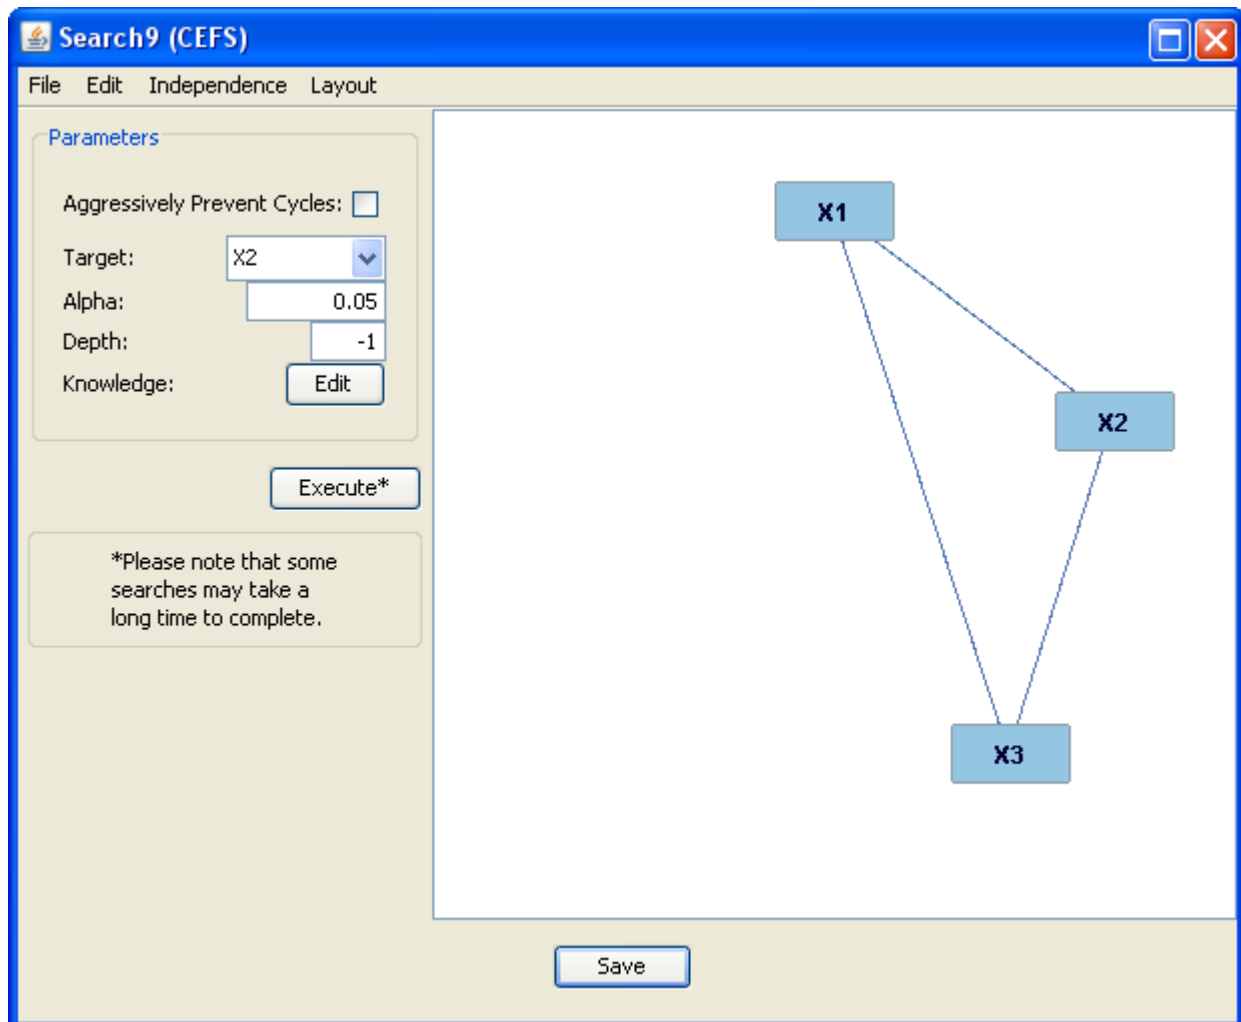 Search9 (CEFS)
File Edit Independence Layout
Parameters
Aggressively Prevent Cycles:
Target: X2
Alpha: 0.05
Depth: -1
Knowledge: Edit
Execute*
*Please note that some
searches may take a
long time to complete.
X1
X2
X3
Save